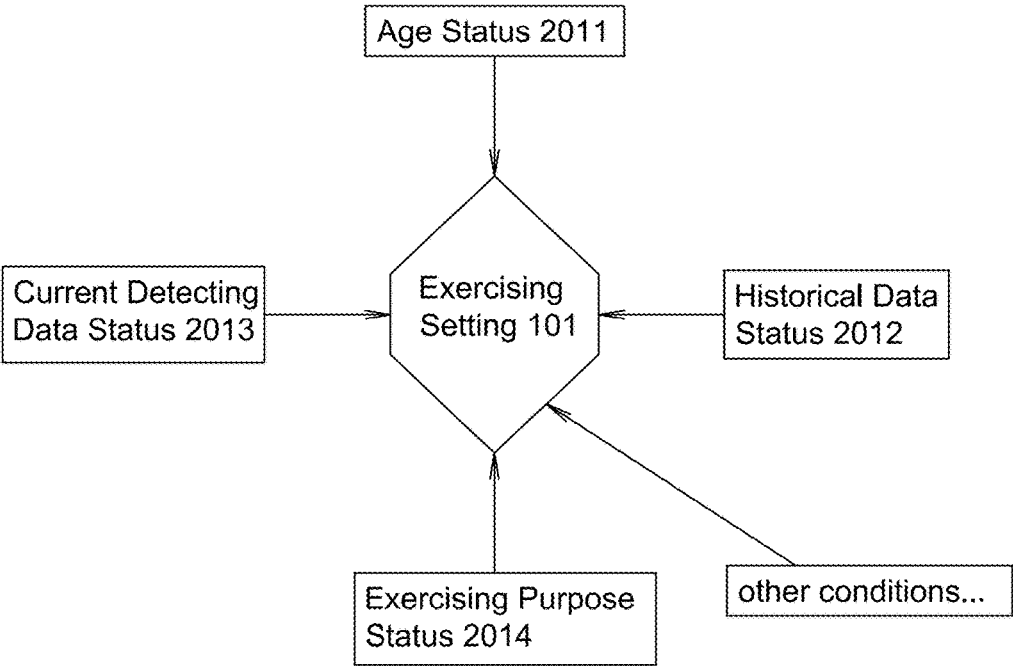 Age Status 2011
Current Detecting
Data Status 2013
Exercising
Setting 101
Historical Data
Status 2012
Exercising Purpose
Status 2014
other conditions...